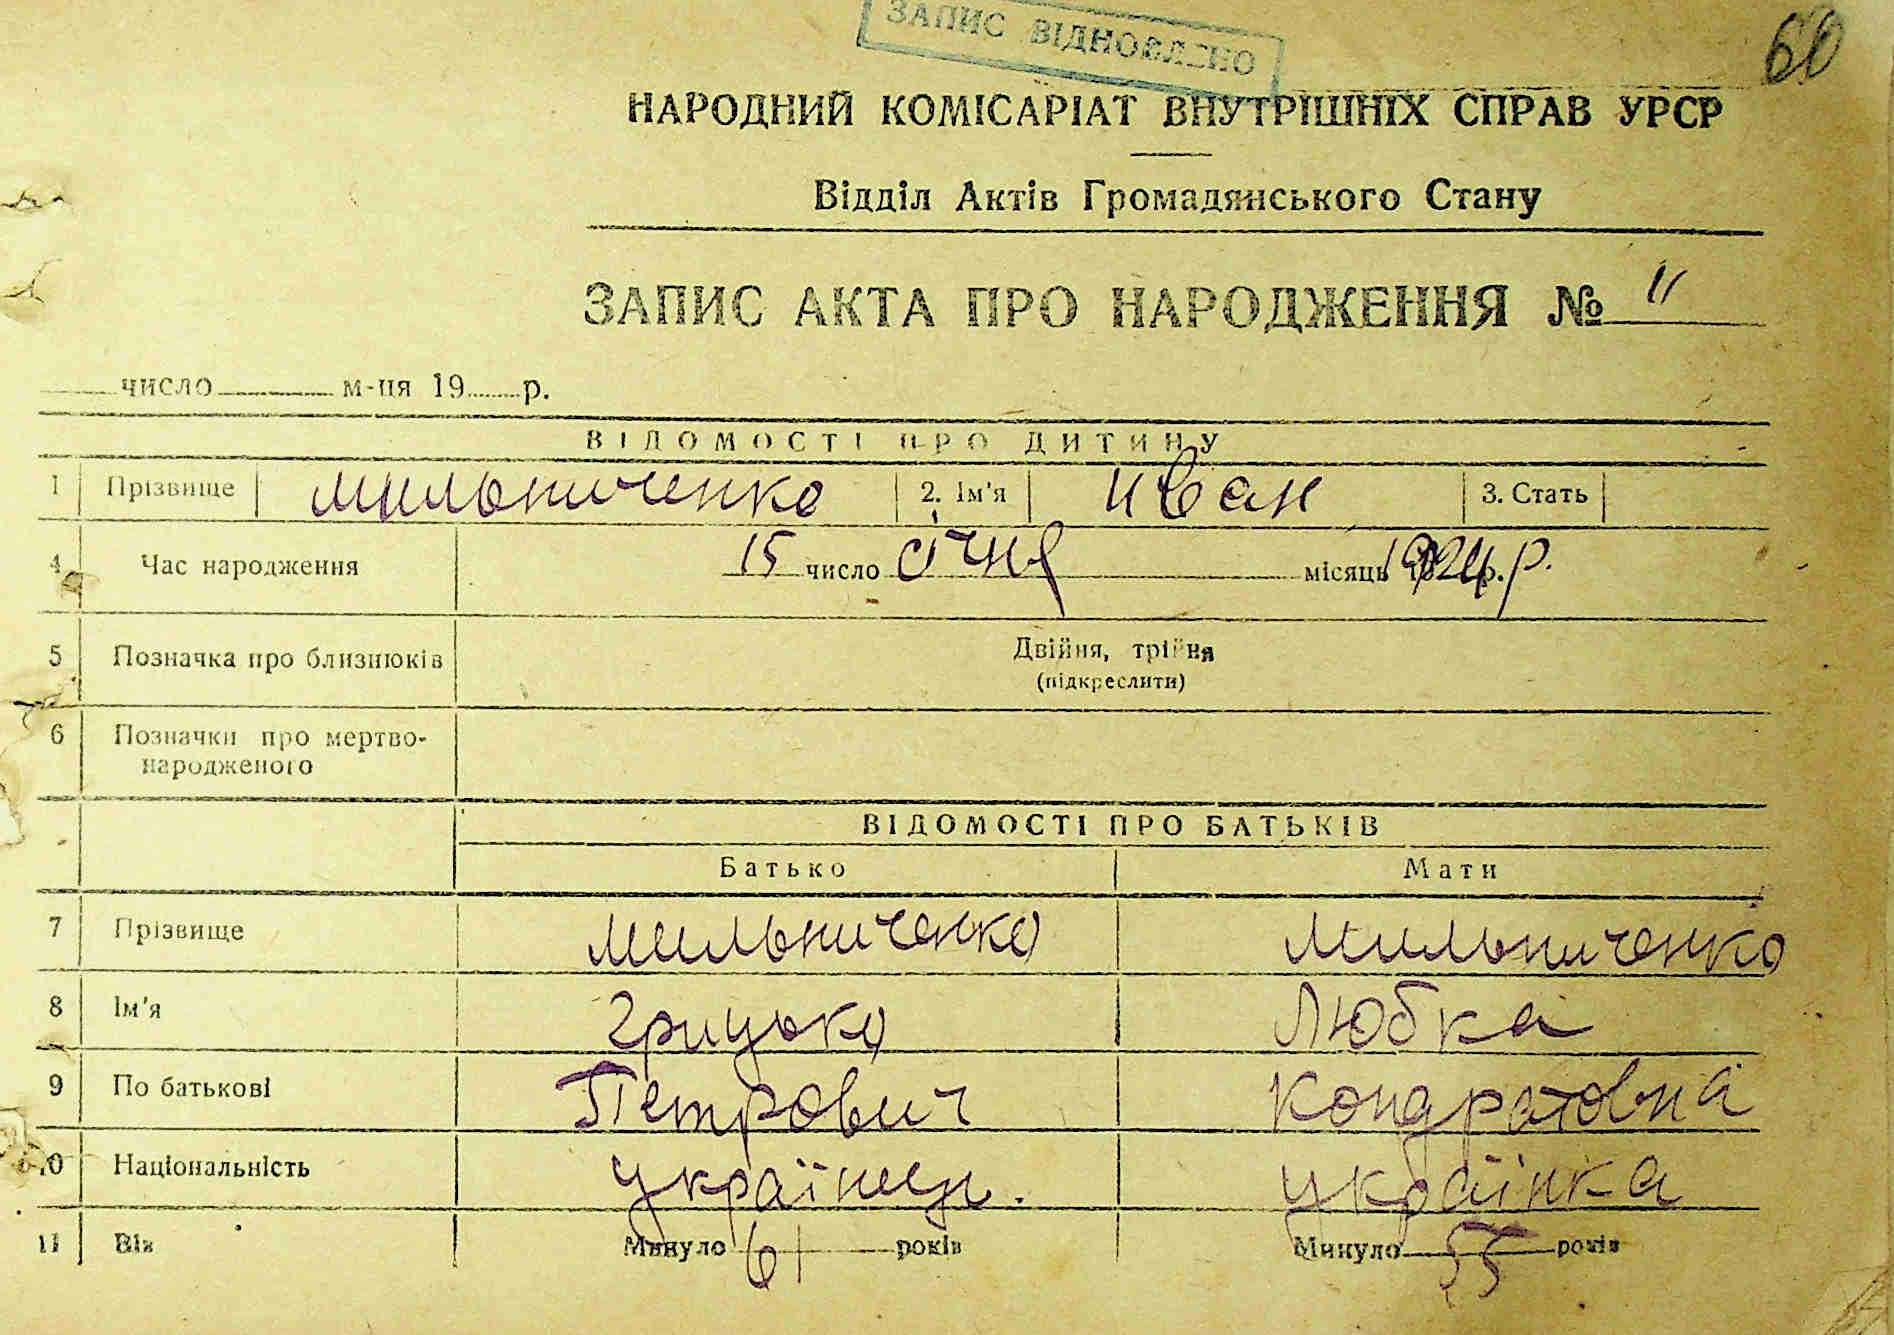 ЗАПИС ВІДНОВЛЕНО
60
НАРОДНИЙ КОМІСАРІАТ ВНУТРІШНІХ СПРАВ УРСР
Відділ Актів Громадянського Стану
ЗАПИС АКТА ПРО НАРОДЖЕННЯ № 11
число м-ця 19 р.
ВІДОМОСТІ ПРО ДИТИНУ
1 Прізвище Мильниченко 2. Ім'я Иван 3. Стать
4 Час народження 15 число січня місяць 1924 р.
5 Позначка про близнюків Двійня, трійня
(підкреслити)
6 Позначки про мертво-
народженого
ВІДОМОСТІ ПРО БАТЬКІВ
Батько Мати
7 Прізвище Мильниченко Мильниченко
8 Ім'я Грицько Любка
9 По батькові Петрович Кондратовна
10 Національність українец. українка
11 Вік Минуло 61 років Минуло 55 років